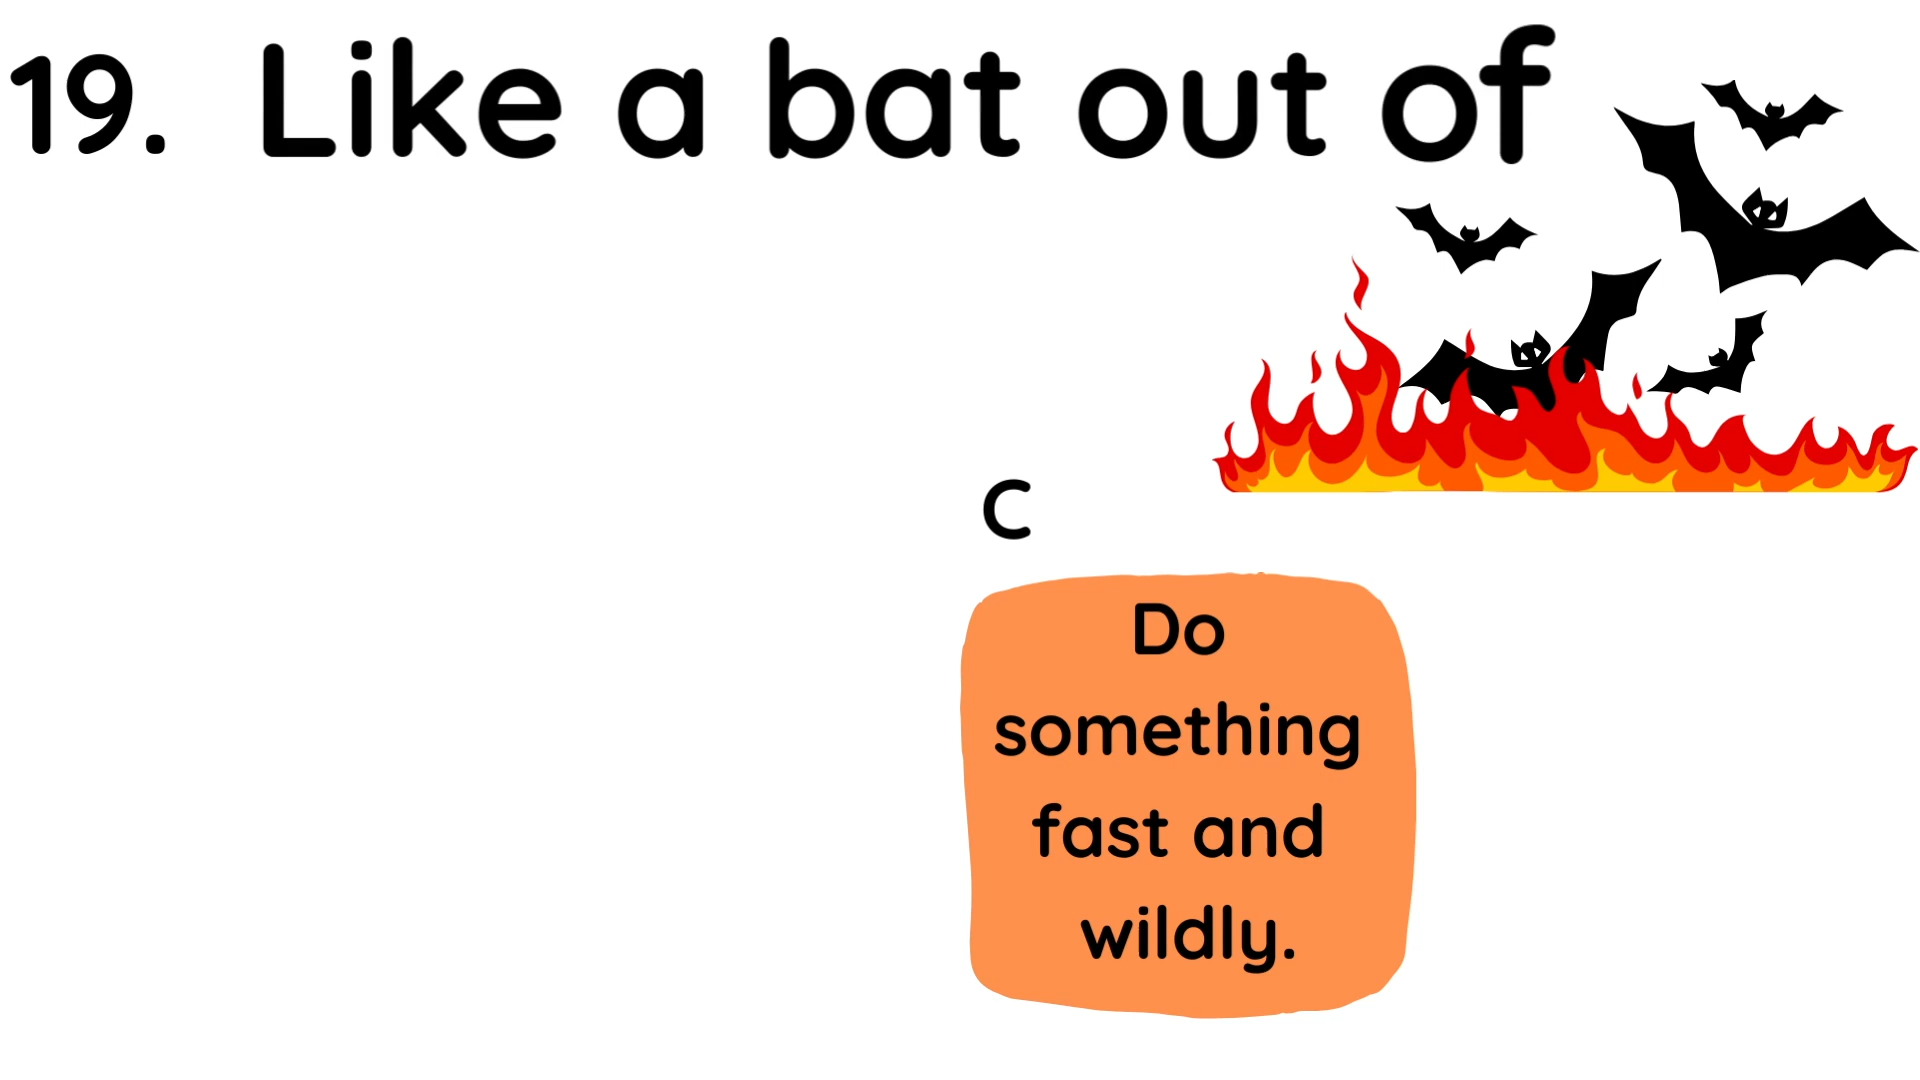 19. Like a bat out of
C
Do
something
fast and
wildly.